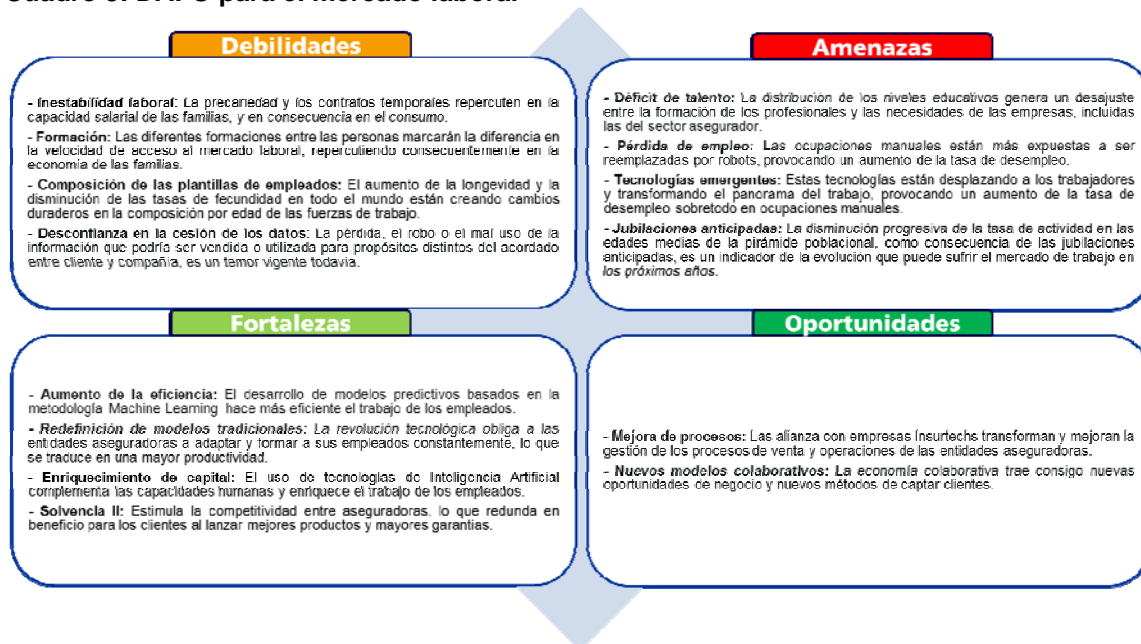 Debilidades
- Inestabilidad laboral: La precariedad y los contratos temporales repercuten en la
capacidad salarial de las familias, y en consecuencia en el consumo.
- Formación: Las diferentes formaciones entre las personas marcarán la diferencia en
la velocidad de acceso al mercado laboral, repercutiendo consecuentemente en la
economía de las familias.
- Composición de las plantillas de empleados: El aumento de la longevidad y la
disminución de las tasas de fecundidad en todo el mundo están creando cambios
duraderos en la composición por edad de las fuerzas de trabajo.
- Desconfianza en la cesión de los datos: La pérdida, el robo o el mal uso de la
información que podría ser vendida o utilizada para propósitos distintos del acordado
entre cliente y compañía, es un temor vigente todavía.
Amenazas
- Déficit de talento: La distribución de los niveles educativos genera un desajuste
entre la formación de los profesionales y las necesidades de las empresas, incluidas
las del sector asegurador.
- Pérdida de empleo: Las ocupaciones manuales están más expuestas a ser
reemplazadas por robots, provocando un aumento de la tasa de desempleo.
- Tecnologías emergentes: Estas tecnologías están desplazando a los trabajadores
y transformando el panorama del trabajo, provocando un aumento de la tasa de
desempleo sobretodo en ocupaciones manuales.
- Jubilaciones anticipadas: La disminución progresiva de la tasa de actividad en las
edades medias de la pirámide poblacional, como consecuencia de las jubilaciones
anticipadas, es un indicador de la evolución que puede sufrir el mercado de trabajo en
los próximos años.
Fortalezas
- Aumento de la eficiencia: El desarrollo de modelos predictivos basados en la
metodología Machine Learning hace más eficiente el trabajo de los empleados.
- Redefinición de modelos tradicionales: La revolución tecnológica obliga a las
entidades aseguradoras a adaptar y formar a sus empleados constantemente, lo que
se traduce en una mayor productividad.
- Enriquecimiento de capital: El uso de tecnologías de Inteligencia Artificial
complementa las capacidades humanas y enriquece el trabajo de los empleados.
- Solvencia II: Estimula la competitividad entre aseguradoras, lo que redunda en
beneficio para los clientes al lanzar mejores productos y mayores garantías.
Oportunidades
- Mejora de procesos: Las alianza con empresas Insurtechs transforman y mejoran la
gestión de los procesos de venta y operaciones de las entidades aseguradoras.
- Nuevos modelos colaborativos: La economía colaborativa trae consigo nuevas
oportunidades de negocio y nuevos métodos de captar clientes.